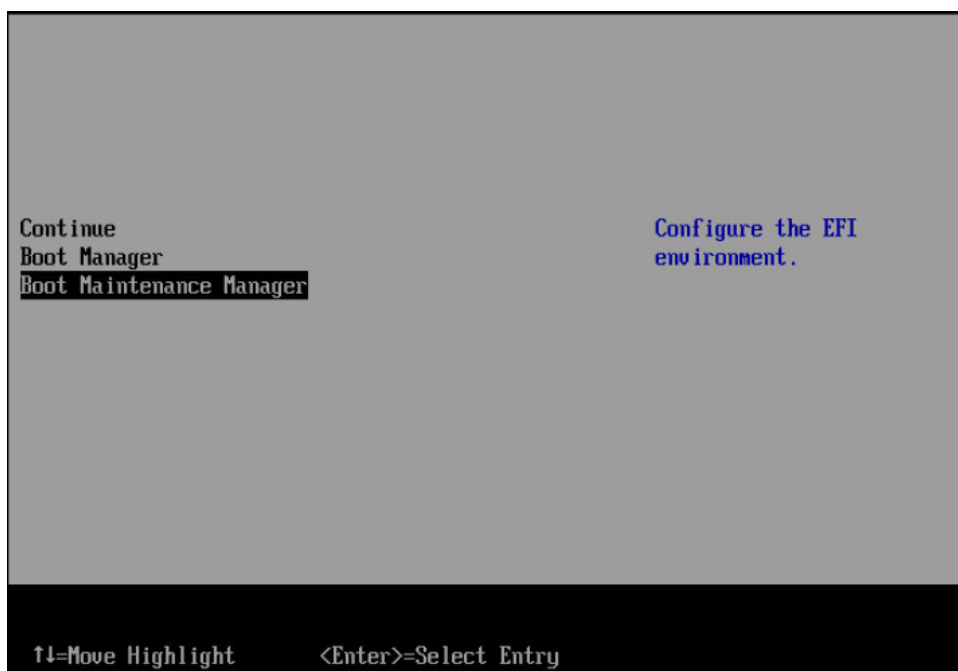 Continue
Boot Manager
Boot Maintenance Manager
Configure the EFI
environment.
↑↓=Move Highlight <Enter>=Select Entry